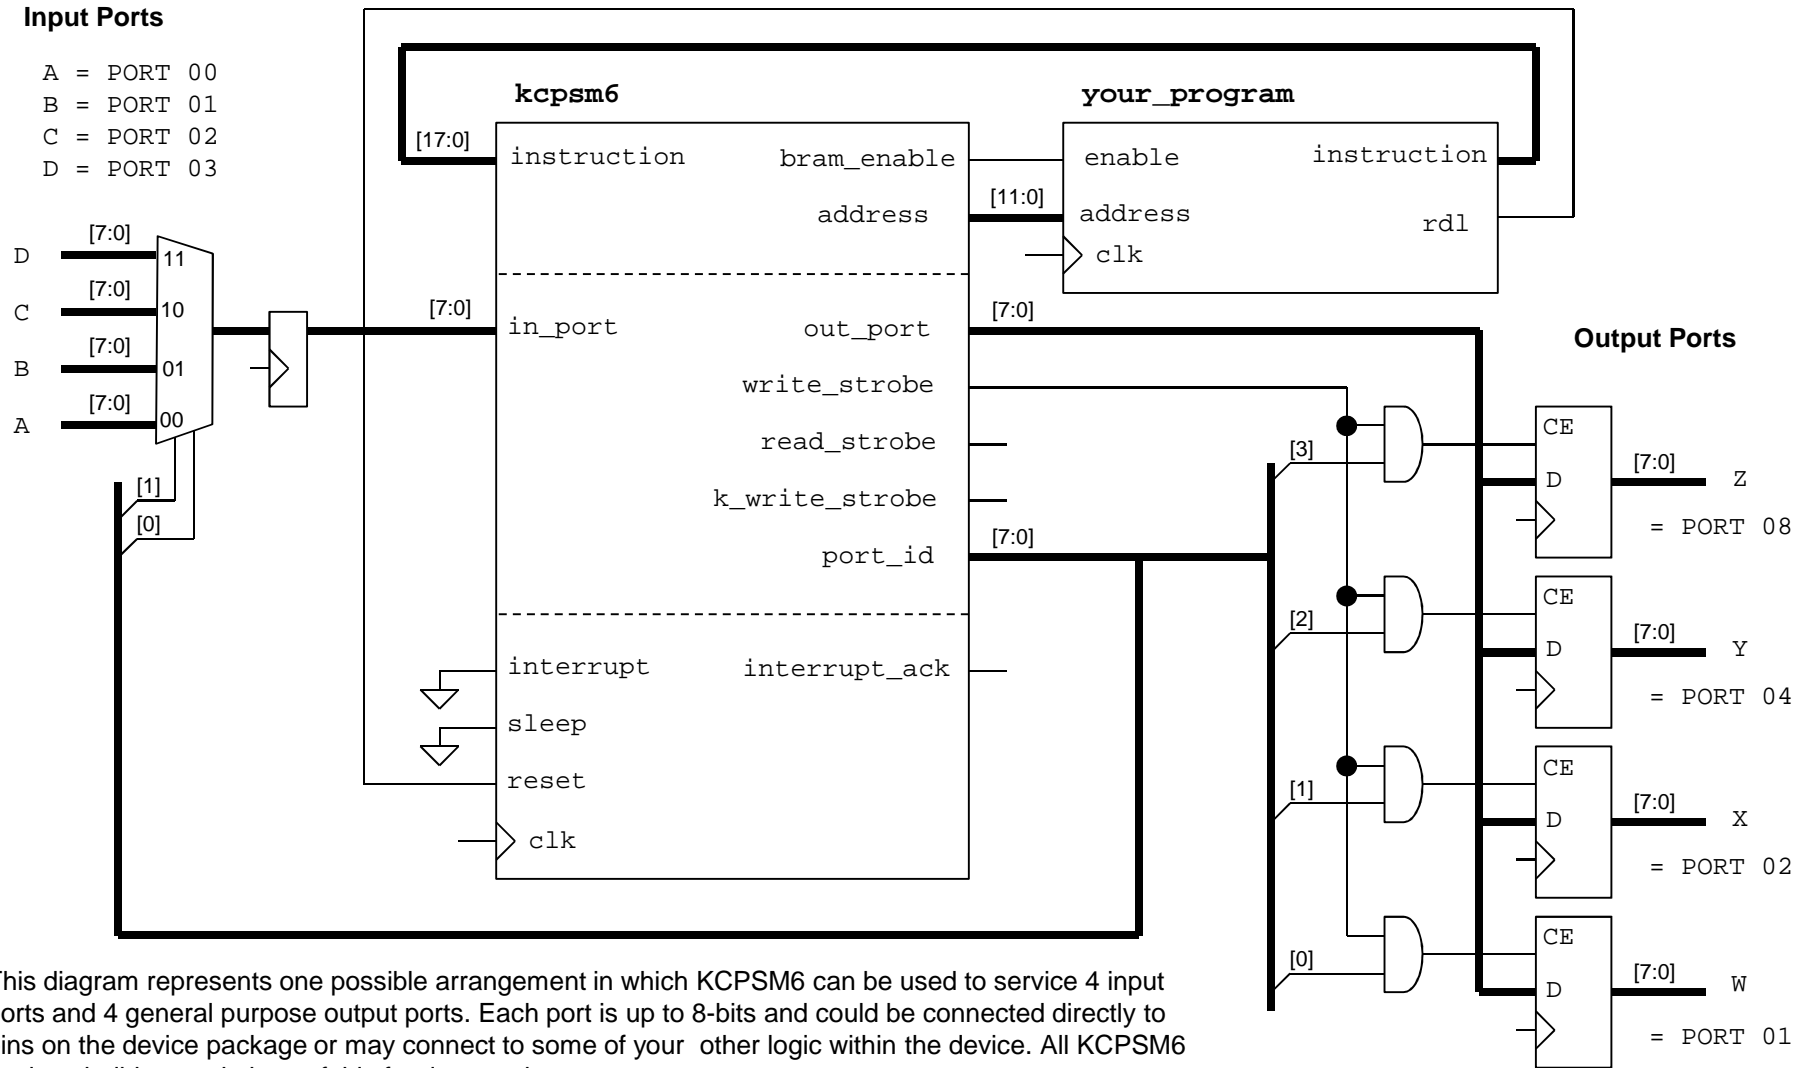 Input Ports
A = PORT 00
B = PORT 01
C = PORT 02
D = PORT 03
kcpsm6
your_program
[17:0]
instruction
bram_enable
enable
instruction
[11:0]
address
address
rdl
clk
[7:0]
D
11
[7:0]
C
10
[7:0]
B
01
[7:0]
A
00
[1]
[0]
[7:0]
in_port
out_port
[7:0]
write_strobe
read_strobe
k_write_strobe
port_id
[7:0]
interrupt
interrupt_ack
sleep
reset
clk
Output Ports
[3]
CE
D
[7:0]
Z
= PORT 08
[2]
CE
D
[7:0]
Y
= PORT 04
[1]
CE
D
[7:0]
X
= PORT 02
[0]
CE
D
[7:0]
W
= PORT 01
This diagram represents one possible arrangement in which KCPSM6 can be used to service 4 input
orts and 4 general purpose output ports. Each port is up to 8-bits and could be connected directly to
ins on the device package or may connect to some of your other logic within the device. All KCPSM6